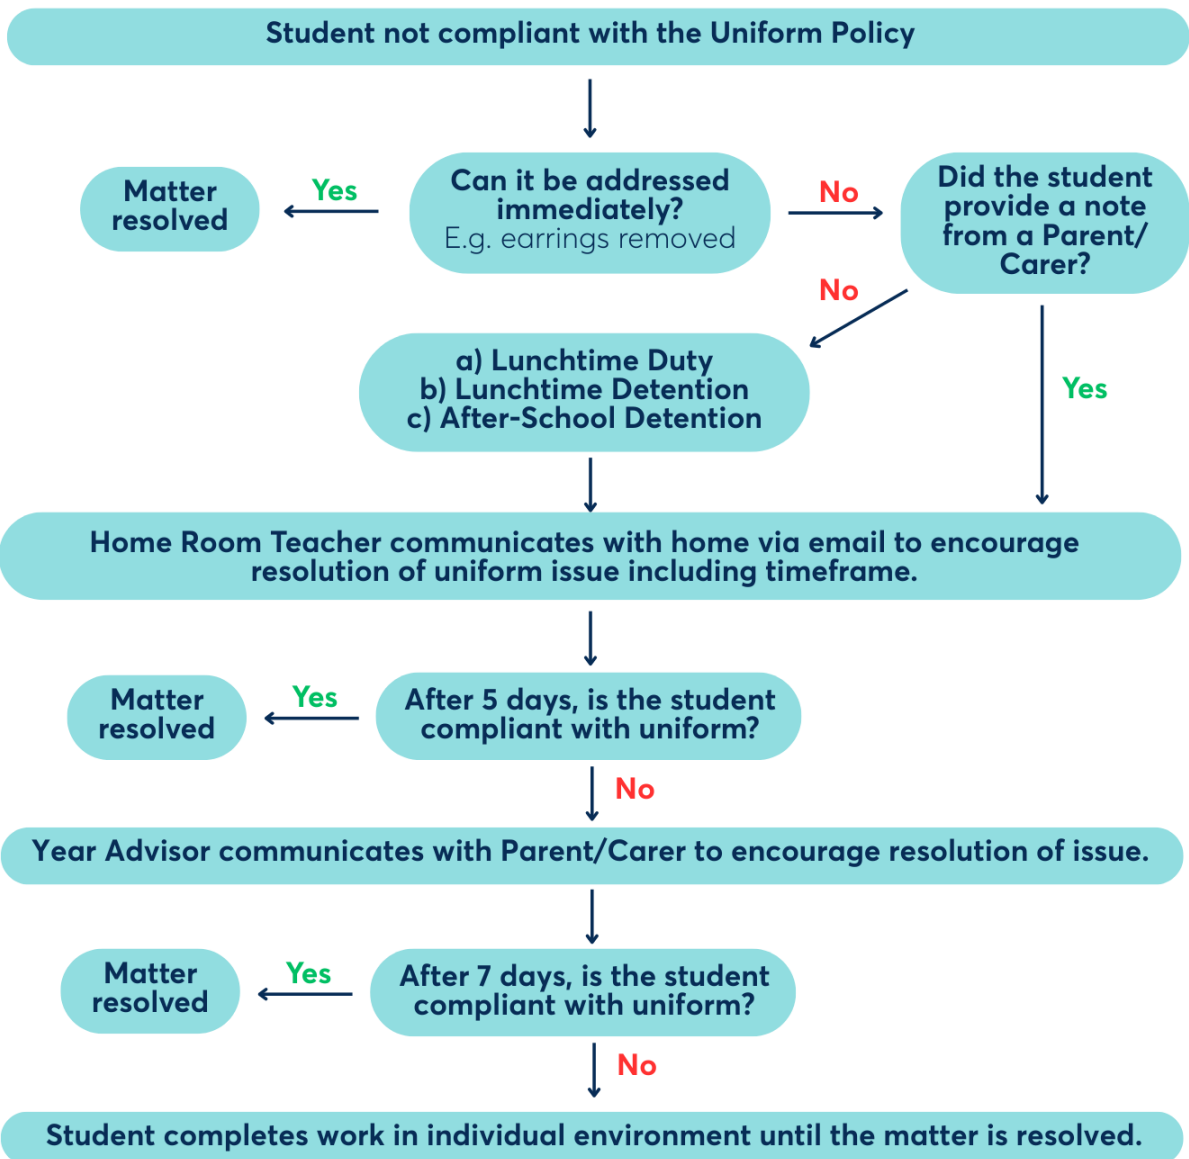 Student not compliant with the Uniform Policy
Matter
resolved
Yes
Can it be addressed
immediately?
E.g. earrings removed
No
Did the student
provide a note
from a Parent/
Carer?
No
a) Lunchtime Duty
b) Lunchtime Detention
c) After-School Detention
Yes
Home Room Teacher communicates with home via email to encourage
resolution of uniform issue including timeframe.
Matter
resolved
Yes
After 5 days, is the student
compliant with uniform?
No
Year Advisor communicates with Parent/Carer to encourage resolution of issue.
Matter
resolved
Yes
After 7 days, is the student
compliant with uniform?
No
Student completes work in individual environment until the matter is resolved.